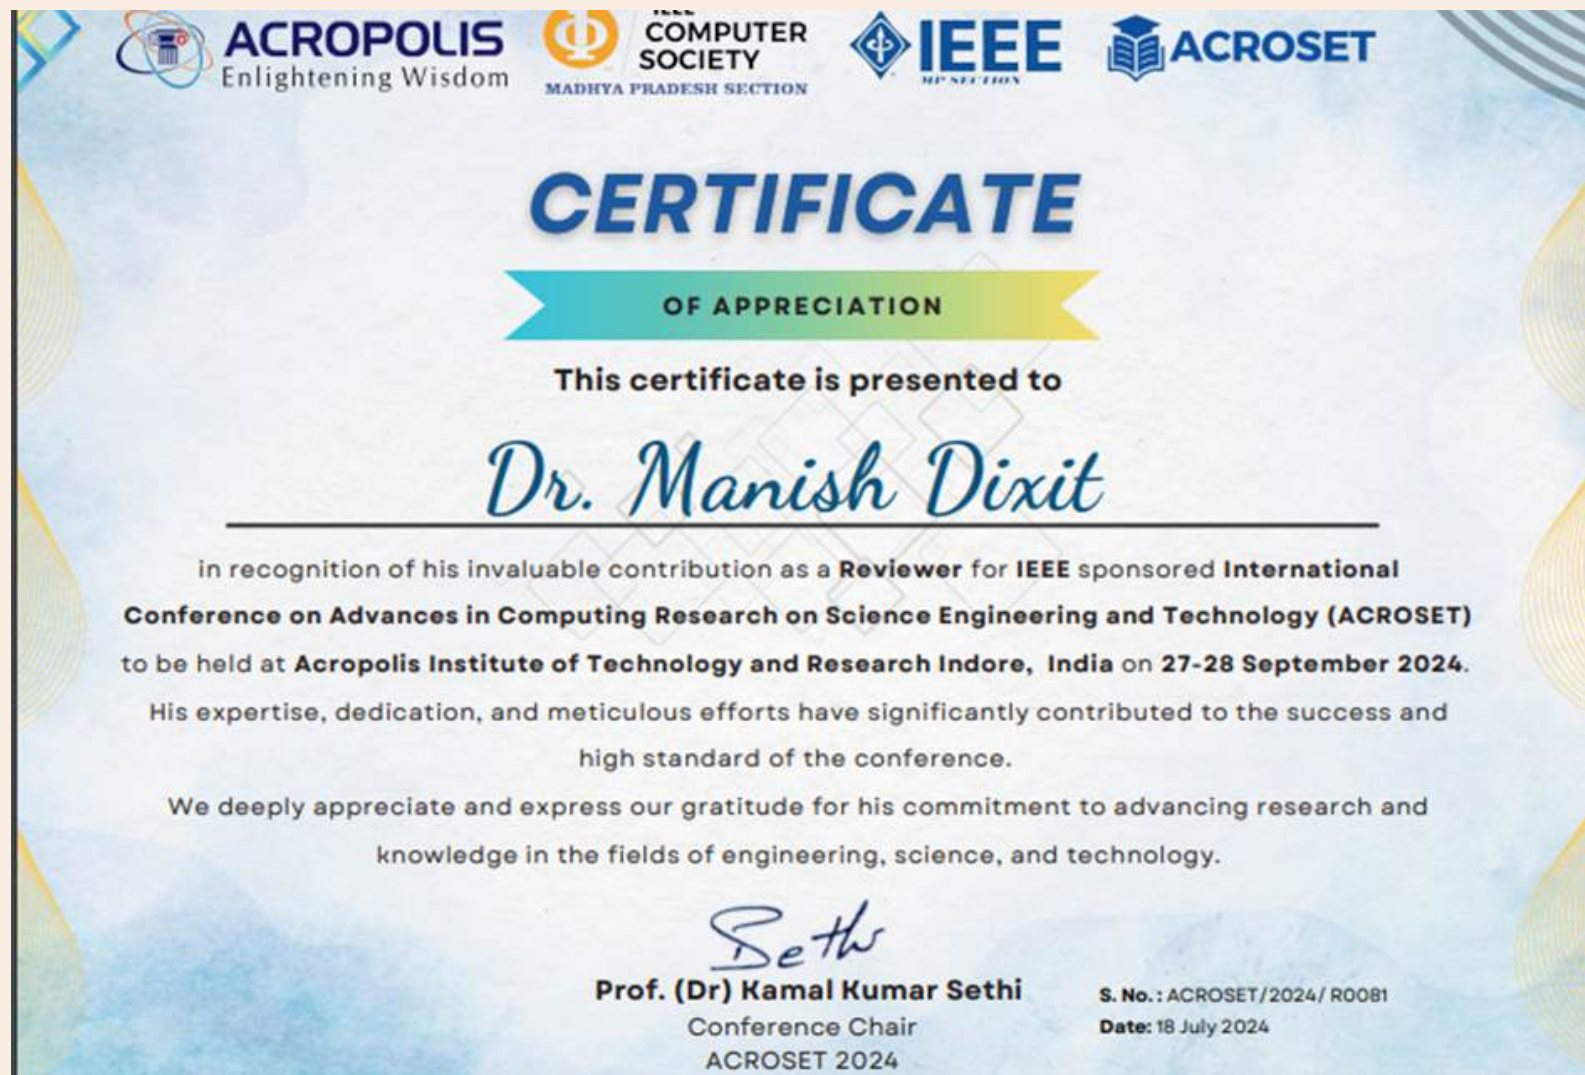 ACROPOLIS
Enlightening Wisdom
IEEE
COMPUTER
SOCIETY
MADHYA PRADESH SECTION
IEEE
MP SECTION
ACROSET
CERTIFICATE
OF APPRECIATION
This certificate is presented to
Dr. Manish Dixit
in recognition of his invaluable contribution as a Reviewer for IEEE sponsored International
Conference on Advances in Computing Research on Science Engineering and Technology (ACROSET)
to be held at Acropolis Institute of Technology and Research Indore, India on 27-28 September 2024.
His expertise, dedication, and meticulous efforts have significantly contributed to the success and
high standard of the conference.
We deeply appreciate and express our gratitude for his commitment to advancing research and
knowledge in the fields of engineering, science, and technology.
Sethi
Prof. (Dr) Kamal Kumar Sethi
Conference Chair
ACROSET 2024
S. No. : ACROSET/2024/ R0081
Date: 18 July 2024